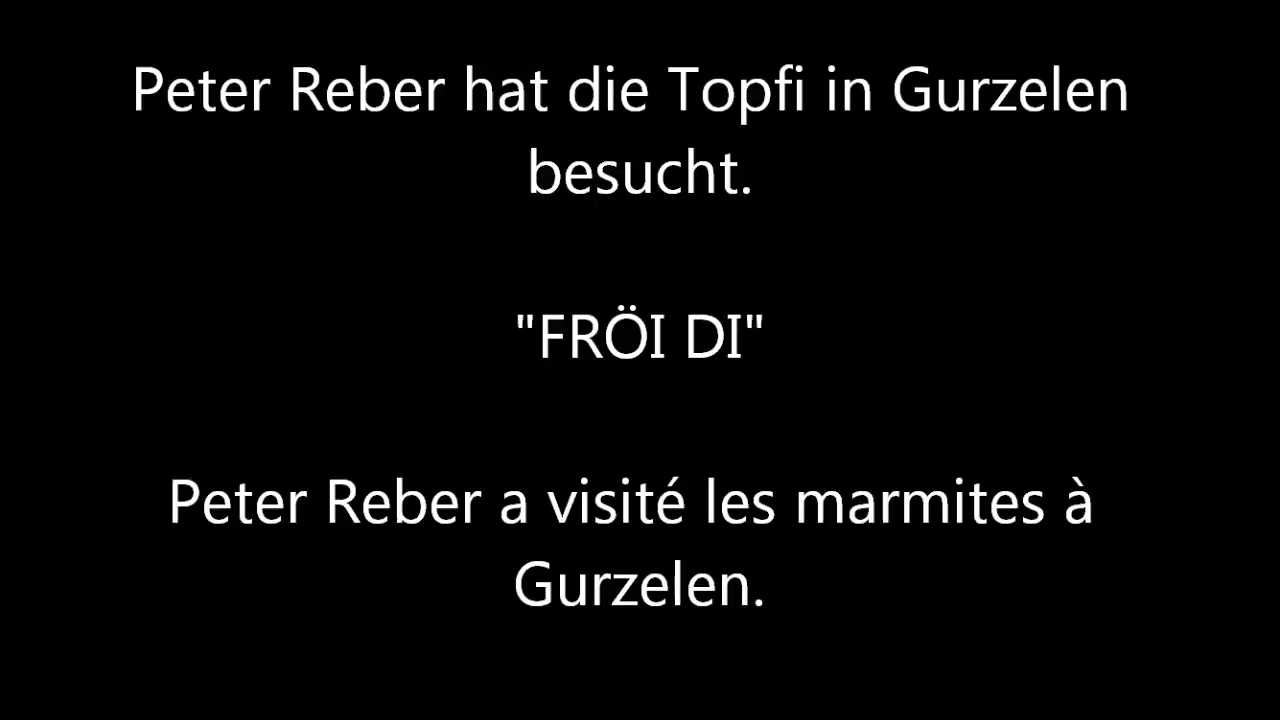 Peter Reber hat die Topfi in Gurzelen
besucht.
"FRÖI DI"
Peter Reber a visité les marmites à
Gurzelen.